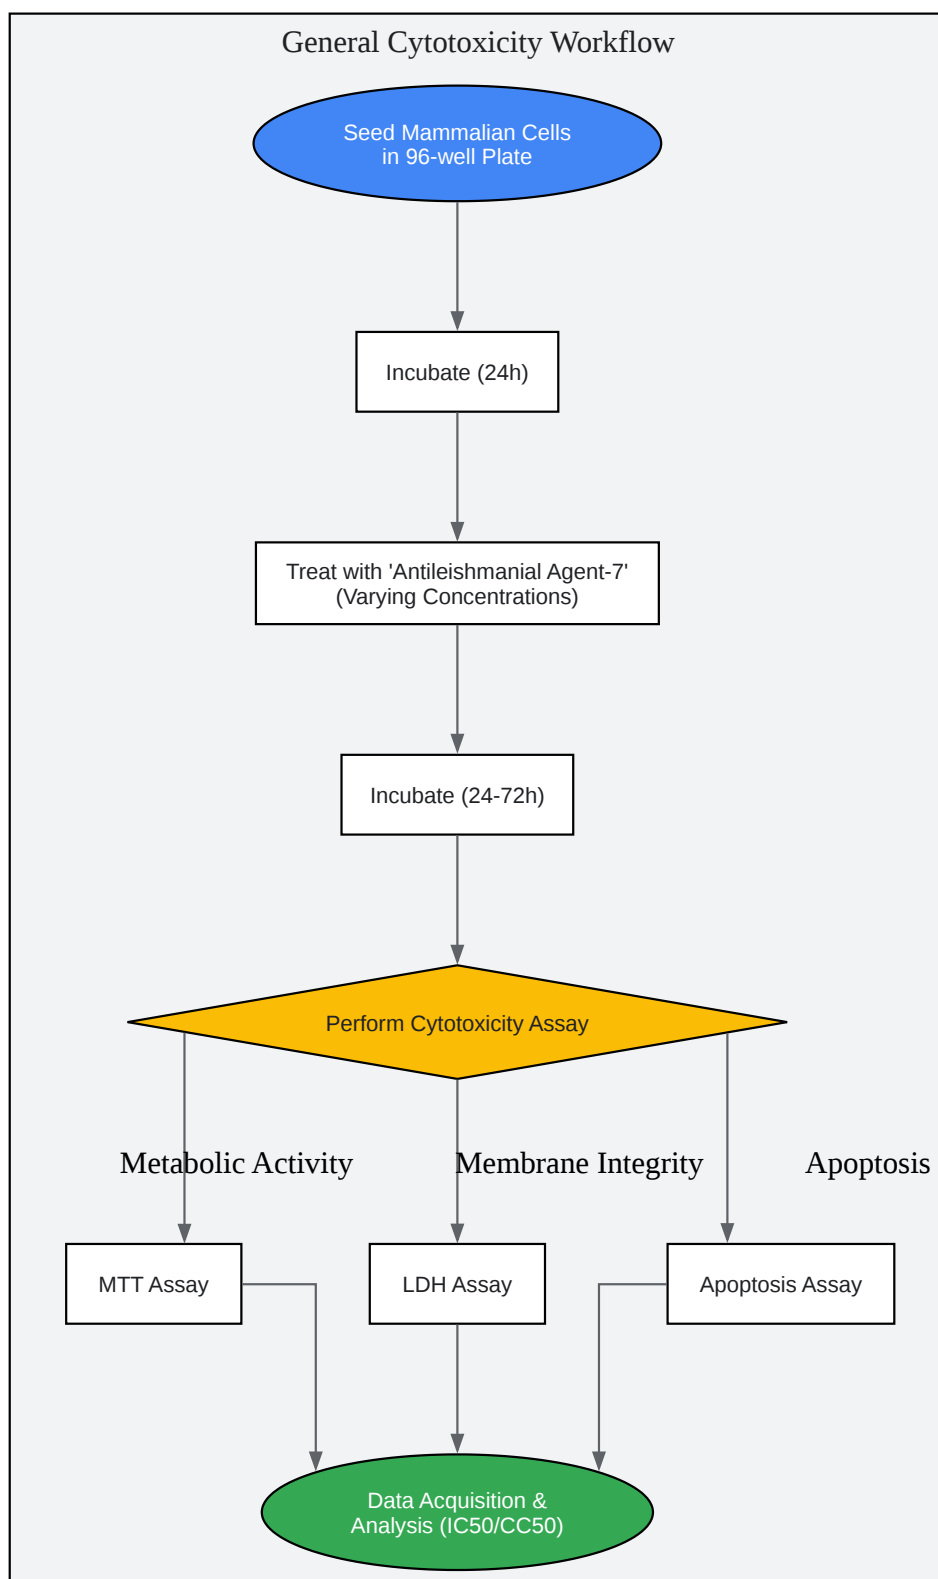 General Cytotoxicity Workflow
Seed Mammalian Cells
in 96-well Plate
Incubate (24h)
Treat with 'Antileishmanial Agent-7'
(Varying Concentrations)
Incubate (24-72h)
Perform Cytotoxicity Assay
Metabolic Activity
Membrane Integrity
Apoptosis
MTT Assay
LDH Assay
Apoptosis Assay
Data Acquisition &
Analysis (IC50/CC50)